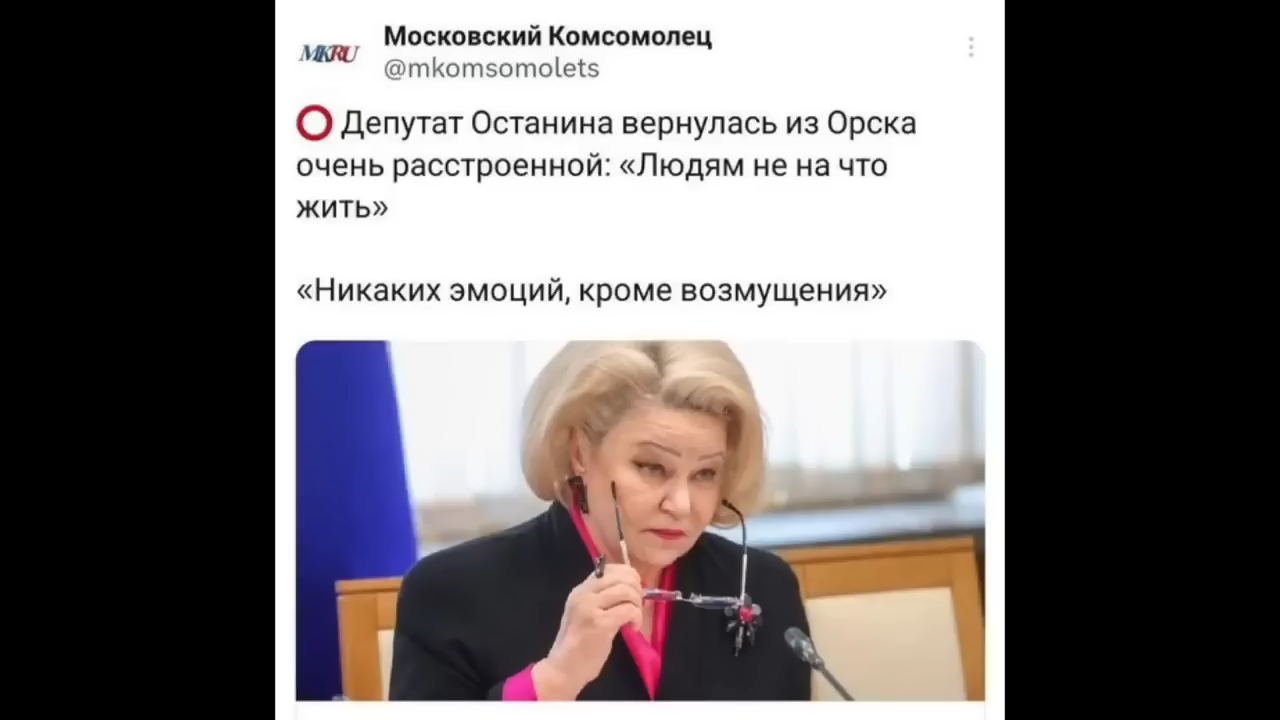 MKRU
Московский Комсомолец
@mkomsomolets
Депутат Останина вернулась из Орска
очень расстроенной: «Людям не на что
жить»
«Никаких эмоций, кроме возмущения»